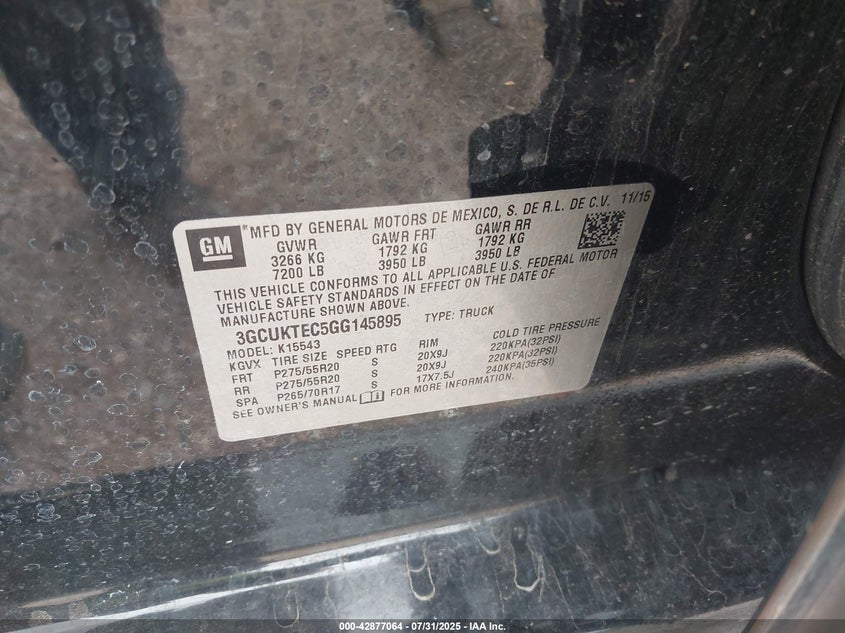 GM
*MFD BY GENERAL MOTORS DE MEXICO, S. DE R.L. DE C.V. 11/15
GVWR GAWR FRT GAWR RR
3266 KG 1792 KG 1792 KG
7200 LB 3950 LB 3950 LB
THIS VEHICLE CONFORMS TO ALL APPLICABLE U.S. FEDERAL MOTOR
VEHICLE SAFETY STANDARDS IN EFFECT ON THE DATE OF
MANUFACTURE SHOWN ABOVE.
3GCUKTEC5GG145895 TYPE: TRUCK
MODEL: K15543
KGVX TIRE SIZE SPEED RTG RIM COLD TIRE PRESSURE
FRT P275/55R20 S 20X9J 220KPA(32PSI)
RR P275/55R20 S 20X9J 220KPA(32PSI)
SPA P265/70R17 S 17X7.5J 240KPA(35PSI)
SEE OWNER'S MANUAL FOR MORE INFORMATION.
000-42877064 - 07/31/2025 - IAA Inc.